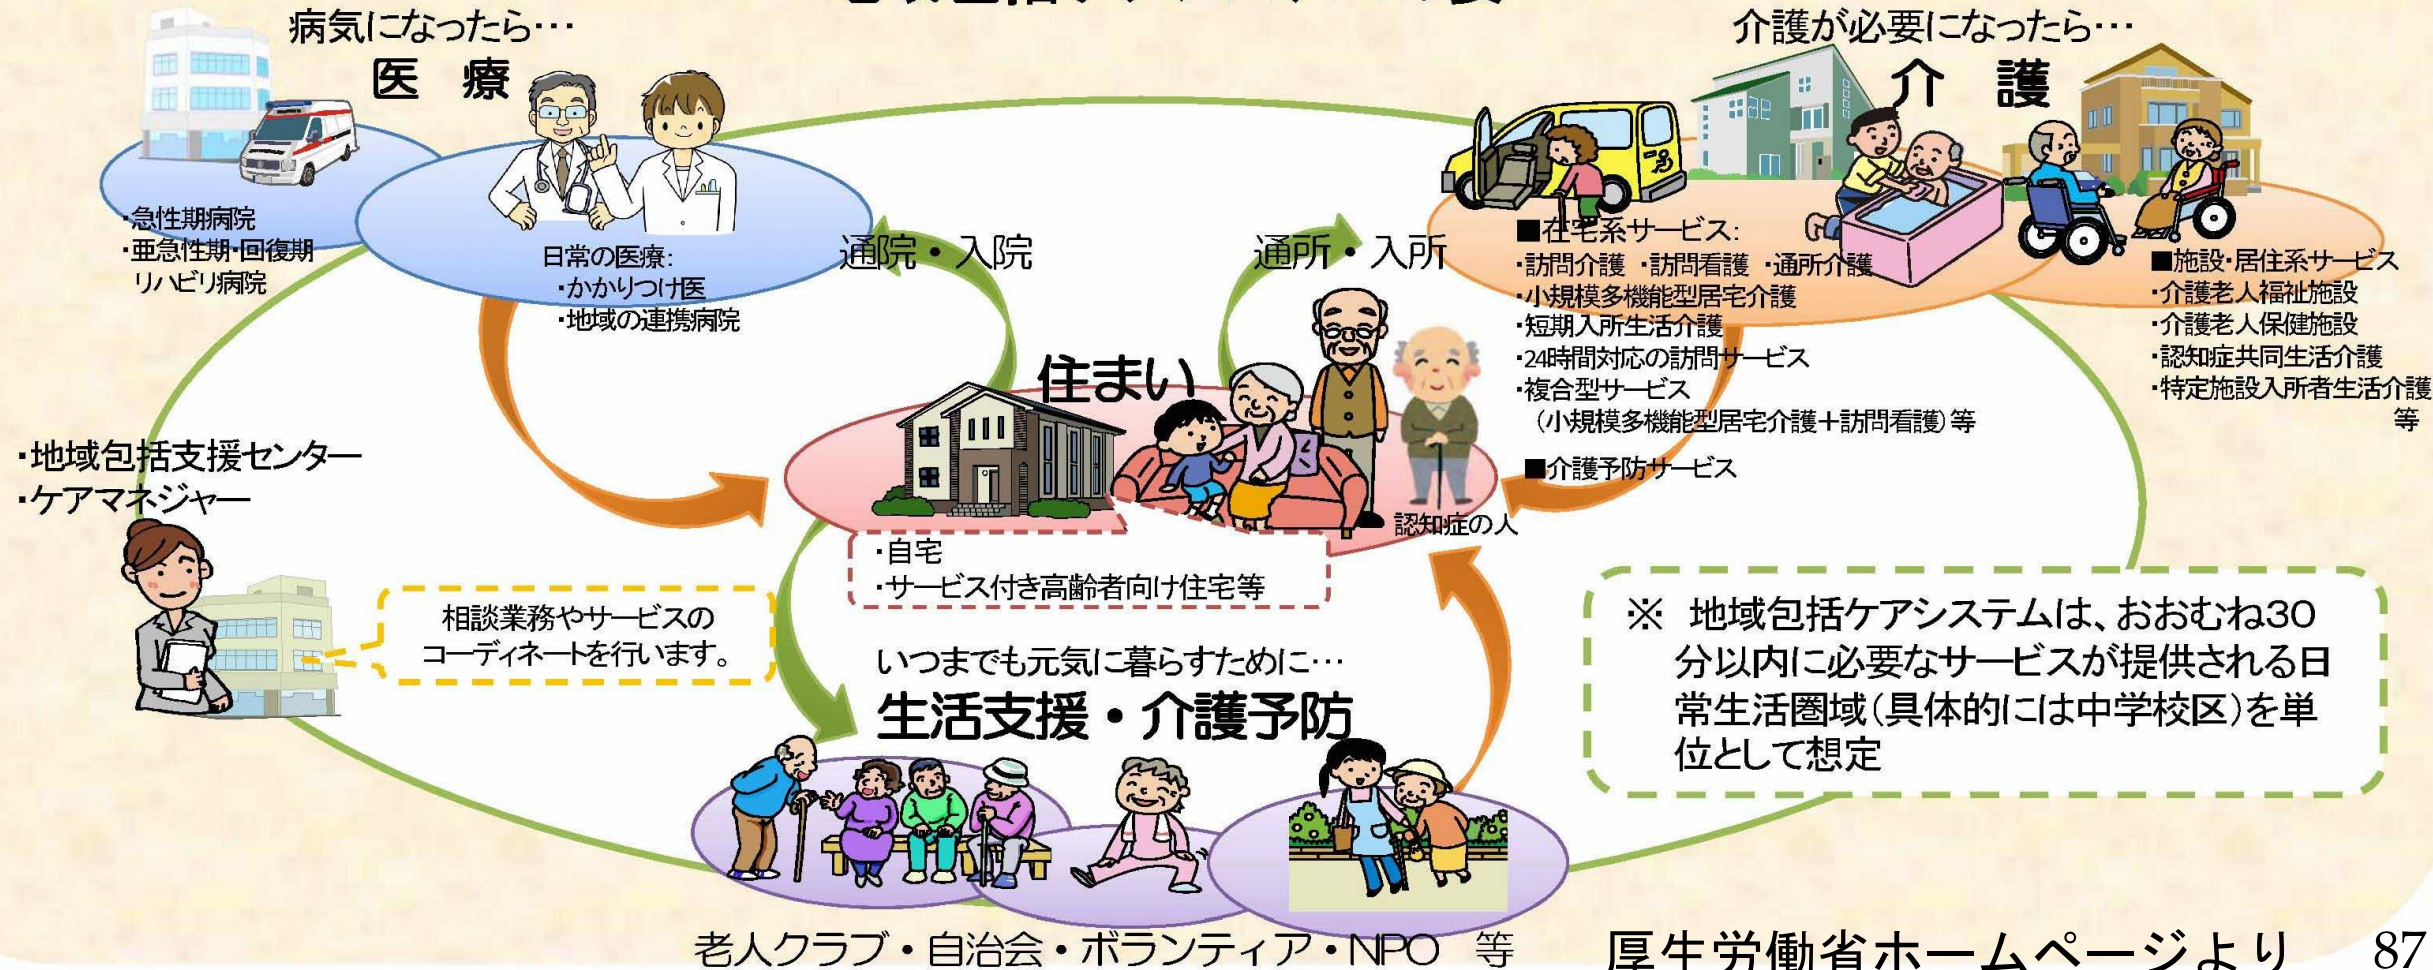 病気になったら…
医 療
・急性期病院
・亜急性期・回復期
リハビリ病院
日常の医療:
・かかりつけ医
・地域の連携病院
通院・入院
通所・入所
介護が必要になったら…
介 護
■在宅系サービス:
・訪問介護 ・訪問看護 ・通所介護
・小規模多機能型居宅介護
・短期入所生活介護
・24時間対応の訪問サービス
・複合型サービス
(小規模多機能型居宅介護+訪問看護)等
■介護予防サービス
■施設・居住系サービス
・介護老人福祉施設
・介護老人保健施設
・認知症共同生活介護
・特定施設入所者生活介護
等
住まい
認知症の人
・自宅
・サービス付き高齢者向け住宅等
・地域包括支援センター
・ケアマネジャー
相談業務やサービスの
コーディネートを行います。
いつまでも元気に暮らすために…
生活支援・介護予防
老人クラブ・自治会・ボランティア・NPO 等
※ 地域包括ケアシステムは、おおむね30
分以内に必要なサービスが提供される日
常生活圏域(具体的には中学校区)を単
位として想定
厚生労働省ホームページより 87